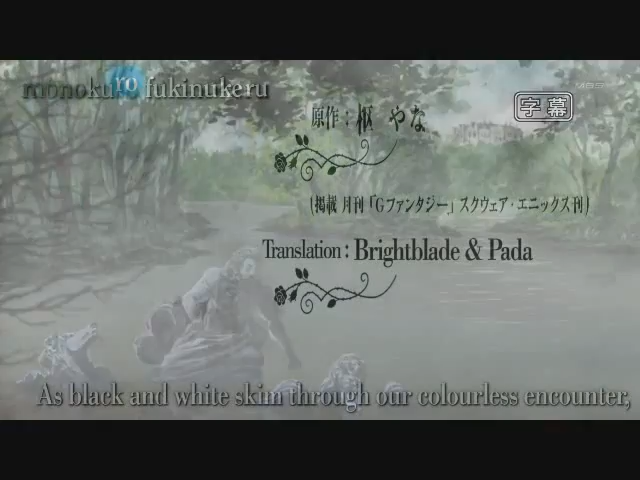 monokuro fukinukeru
原作：枢 やな
字幕
MBS
(掲載 月刊「Gファンタジー」スクウェア・エニックス刊)
Translation : Brightblade & Pada
As black and white skim through our colourless encounter,